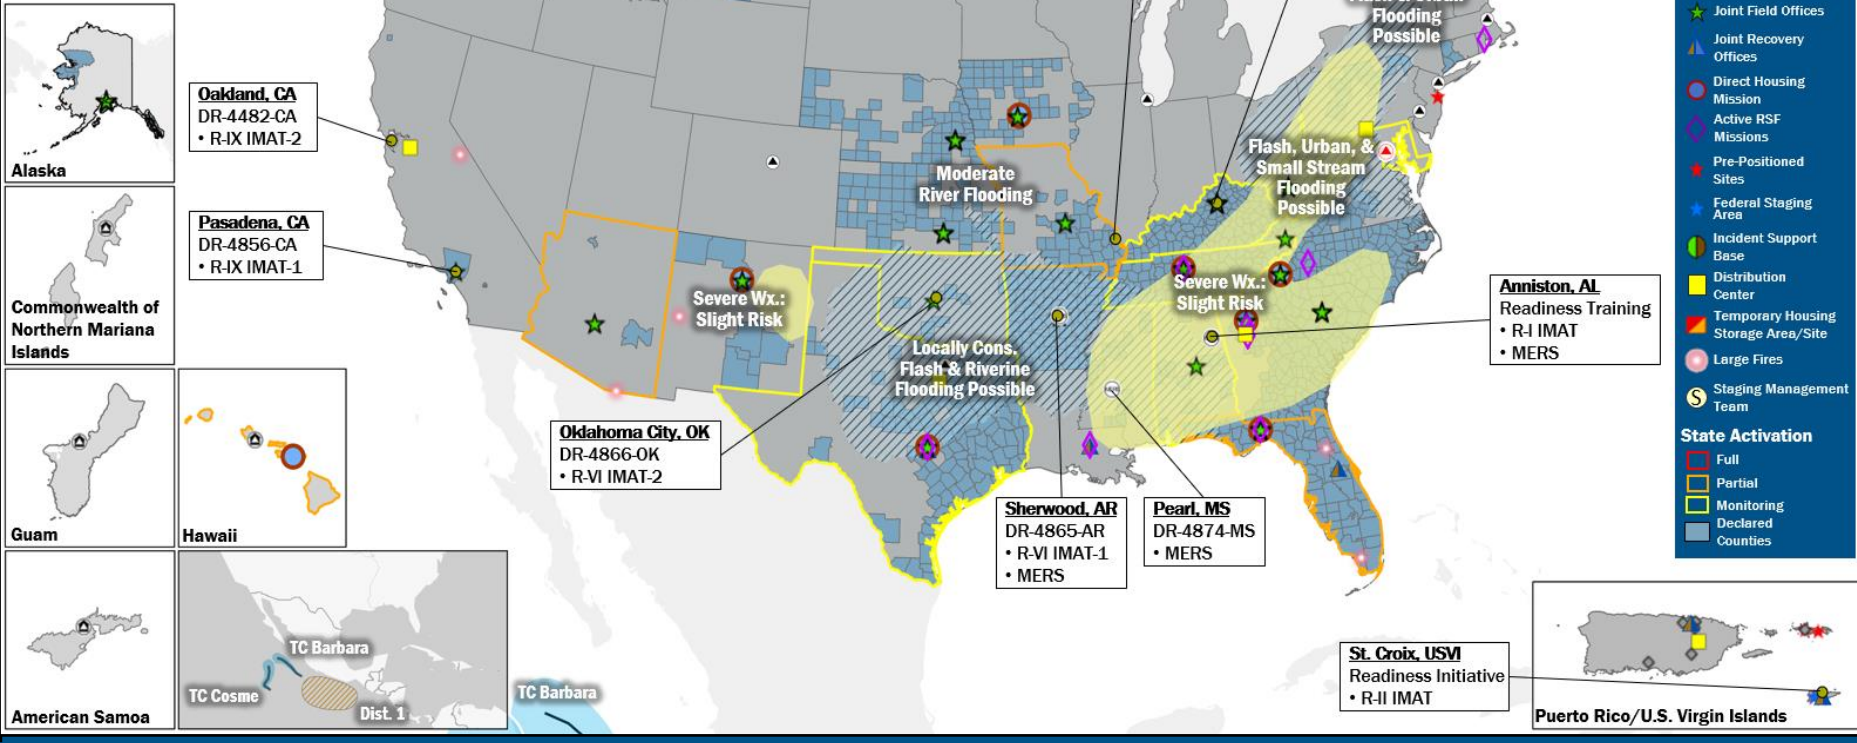 Alaska
Commonwealth of
Northern Mariana
Islands
Guam
Hawaii
American Samoa
TC Barbara
TC Cosme
Dist. 1
TC Barbara
Oakland, CA
DR-4482-CA
• R-IX IMAT-2
Pasadena, CA
DR-4856-CA
• R-IX IMAT-1
Oklahoma City, OK
DR-4866-OK
• R-VI IMAT-2
Sherwood, AR
DR-4865-AR
• R-VI IMAT-1
• MERS
Pearl, MS
DR-4874-MS
• MERS
Anniston, AL
Readiness Training
• R-I IMAT
• MERS
St. Croix, USVI
Readiness Initiative
• R-II IMAT
Puerto Rico/U.S. Virgin Islands
Flooding
Possible
Moderate
River Flooding
Flash, Urban, &
Small Stream
Flooding
Possible
Severe Wx.:
Slight Risk
Severe Wx.:
Slight Risk
Locally Cons.
Flash & Riverine
Flooding Possible
Joint Field Offices
Joint Recovery
Offices
Direct Housing
Mission
Active RSF
Missions
Pre-Positioned
Sites
Federal Staging
Area
Incident Support
Base
Distribution
Center
Temporary Housing
Storage Area/Site
Large Fires
S
Staging Management
Team
State Activation
Full
Partial
Monitoring
Declared
Counties